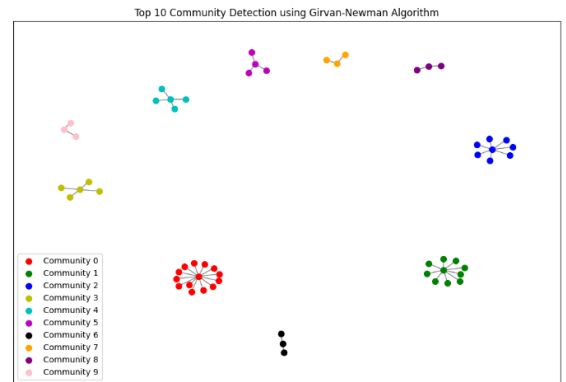 Top 10 Community Detection using Girvan-Newman Algorithm
Community 0
Community 1
Community 2
Community 3
Community 4
Community 5
Community 6
Community 7
Community 8
Community 9